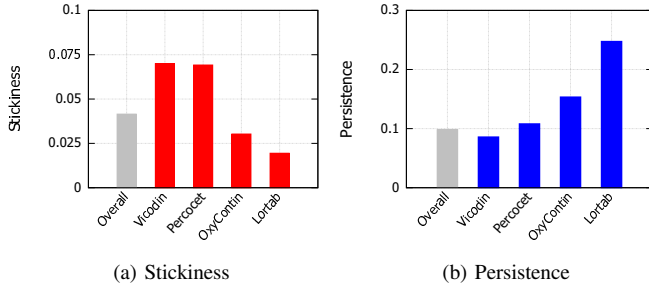 Stickiness
0.1
0.075
0.05
0.025
0
Overall
Vicodin
Percocet
OxyContin
Lortab
(a) Stickiness
Persistence
0.3
0.2
0.1
0
Overall
Vicodin
Percocet
OxyContin
Lortab
(b) Persistence